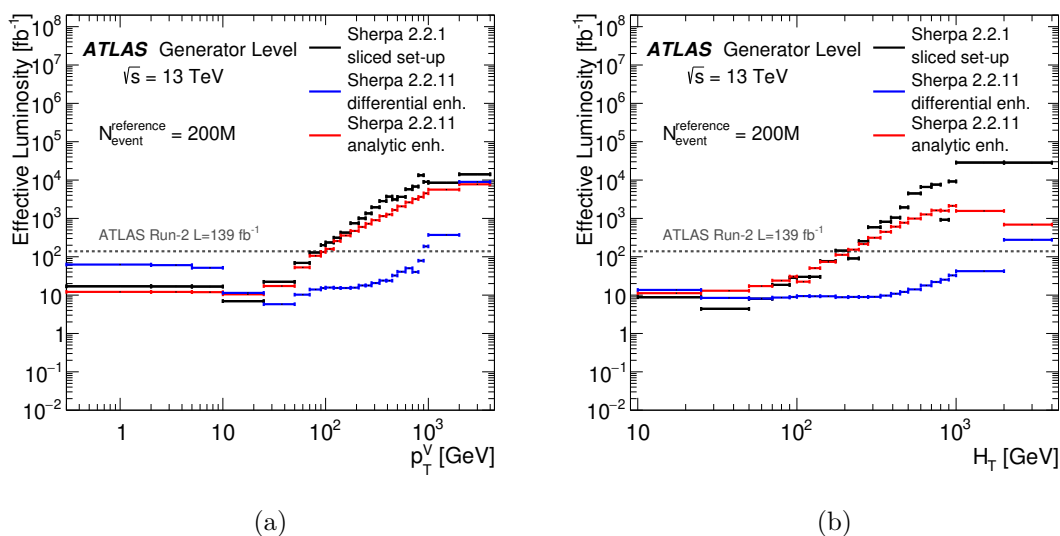 Effective Luminosity [fb⁻¹]
10⁸
10⁷
10⁶
10⁵
10⁴
10³
10²
10
1
10⁻¹
10⁻²
ATLAS Generator Level
√s = 13 TeV
N^reference_event = 200M
Sherpa 2.2.1
sliced set-up
Sherpa 2.2.11
differential enh.
Sherpa 2.2.11
analytic enh.
ATLAS Run-2 L=139 fb⁻¹
1
10
10²
10³
p_T^V [GeV]
(a)
Effective Luminosity [fb⁻¹]
10⁸
10⁷
10⁶
10⁵
10⁴
10³
10²
10
1
10⁻¹
10⁻²
ATLAS Generator Level
√s = 13 TeV
N^reference_event = 200M
Sherpa 2.2.1
sliced set-up
Sherpa 2.2.11
differential enh.
Sherpa 2.2.11
analytic enh.
ATLAS Run-2 L=139 fb⁻¹
10
10²
10³
H_T [GeV]
(b)